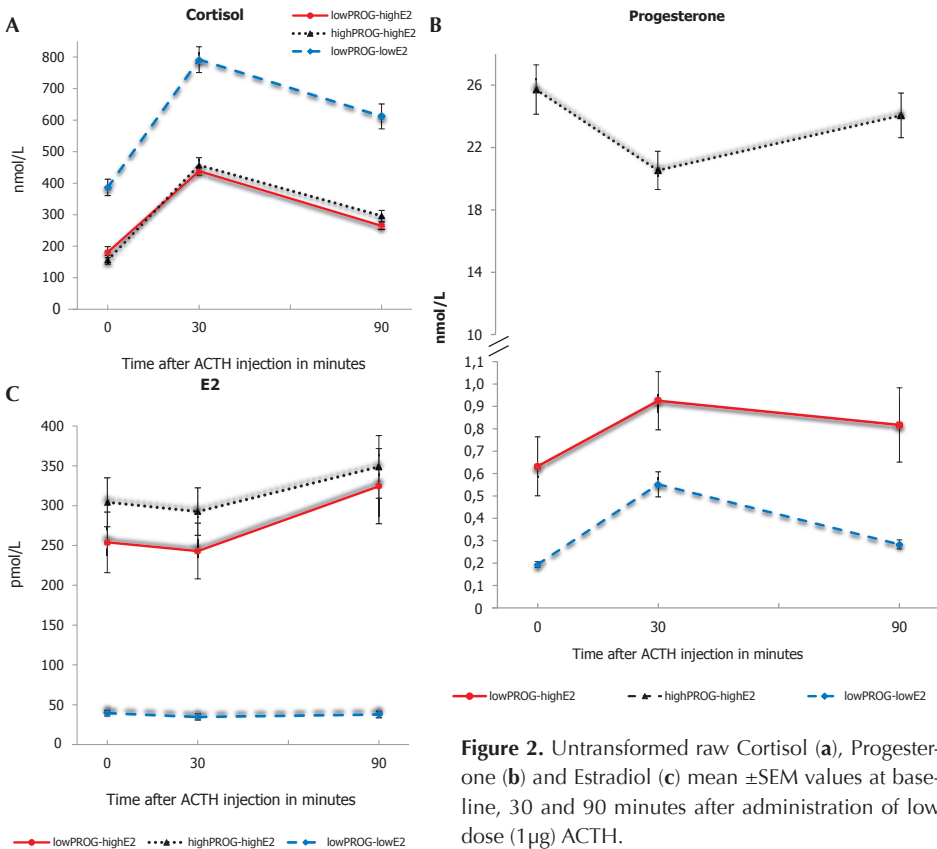 A
Cortisol
lowPROG-highE2
highPROG-highE2
lowPROG-lowE2
800
700
600
500
400
300
200
100
0
nmol/L
0
30
90
Time after ACTH injection in minutes
B
Progesterone
26
22
18
14
10
nmol/L
1,1
1,0
0,9
0,8
0,7
0,6
0,5
0,4
0,3
0,2
0,1
0
0
30
90
Time after ACTH injection in minutes
lowPROG-highE2
highPROG-highE2
lowPROG-lowE2
C
E2
400
350
300
250
200
150
100
50
0
pmol/L
0
30
90
Time after ACTH injection in minutes
lowPROG-highE2
highPROG-highE2
lowPROG-lowE2
Figure 2. Untransformed raw Cortisol (a), Progester-
one (b) and Estradiol (c) mean ±SEM values at base-
line, 30 and 90 minutes after administration of low
dose (1µg) ACTH.